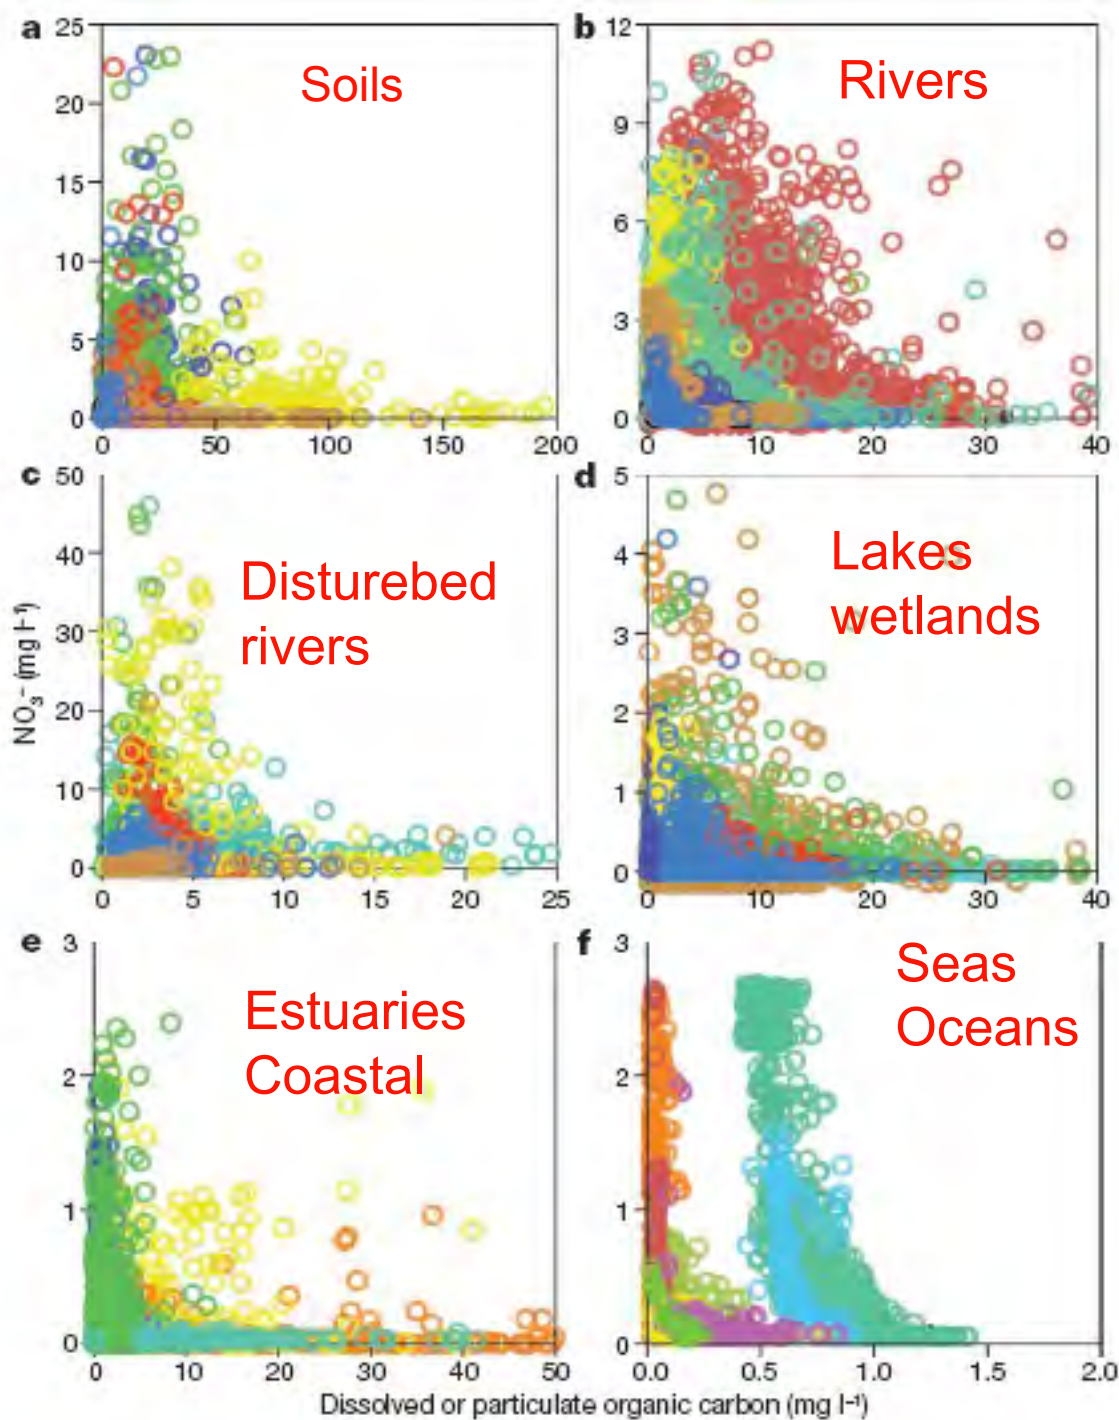 a
25
20
15
10
5
0
0 50 100 150 200
Soils
b
12
9
6
3
0
0 10 20 30 40
Rivers
c
50
40
30
20
10
0
0 5 10 15 20 25
Disturebed
rivers
d
5
4
3
2
1
0
0 10 20 30 40
Lakes
wetlands
e
3
2
1
0
0 10 20 30 40 50
Estuaries
Coastal
f
3
2
1
0
0.0 0.5 1.0 1.5 2.0
Seas
Oceans
NO₃⁻ (mg l⁻¹)
Dissolved or particulate organic carbon (mg l⁻¹)